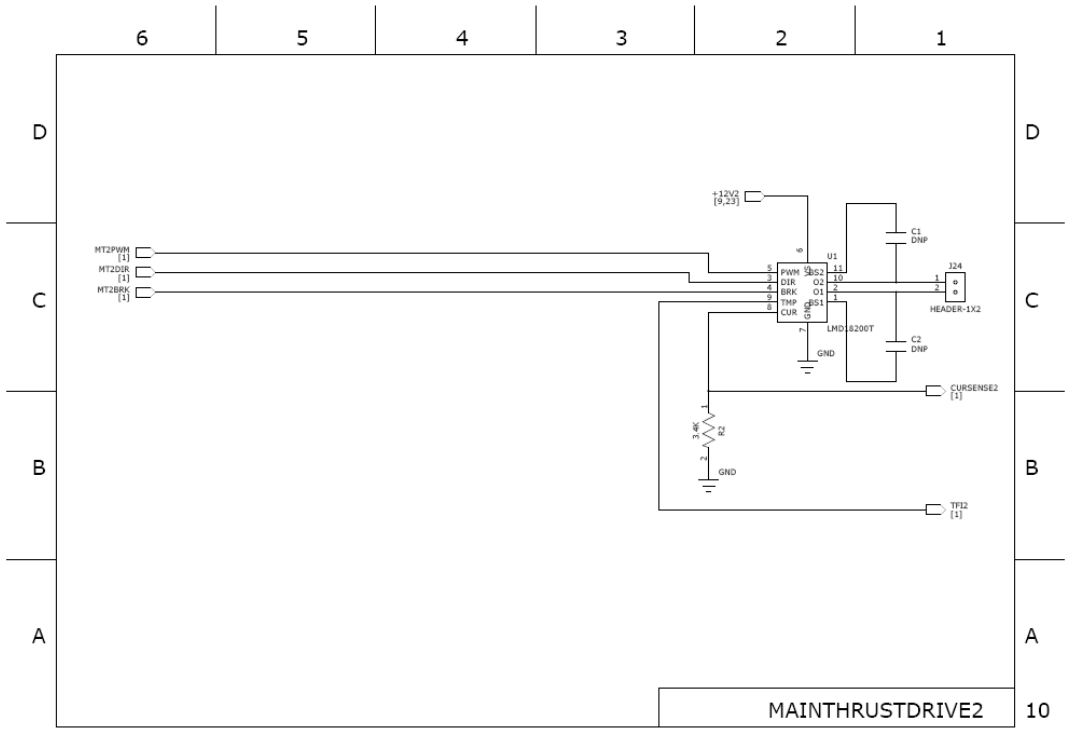 6 5 4 3 2 1
D D
+12V2
[9,23]
C1
DNP
MT2PWM
[1]
MT2DIR
[1]
MT2BRK
[1]
6
U1
5 PWM VS BS2 11
3 DIR O2 10
4 BRK O1 2
9 TMP GND BS1 1
8 CUR
7
LMD18200T
GND
J24
1
2
HEADER-1X2
C C
C2
DNP
CURSENSE2
[1]
1
3.4K
R2
2
GND
B B
TFI2
[1]
A A
MAINTHRUSTDRIVE2 10